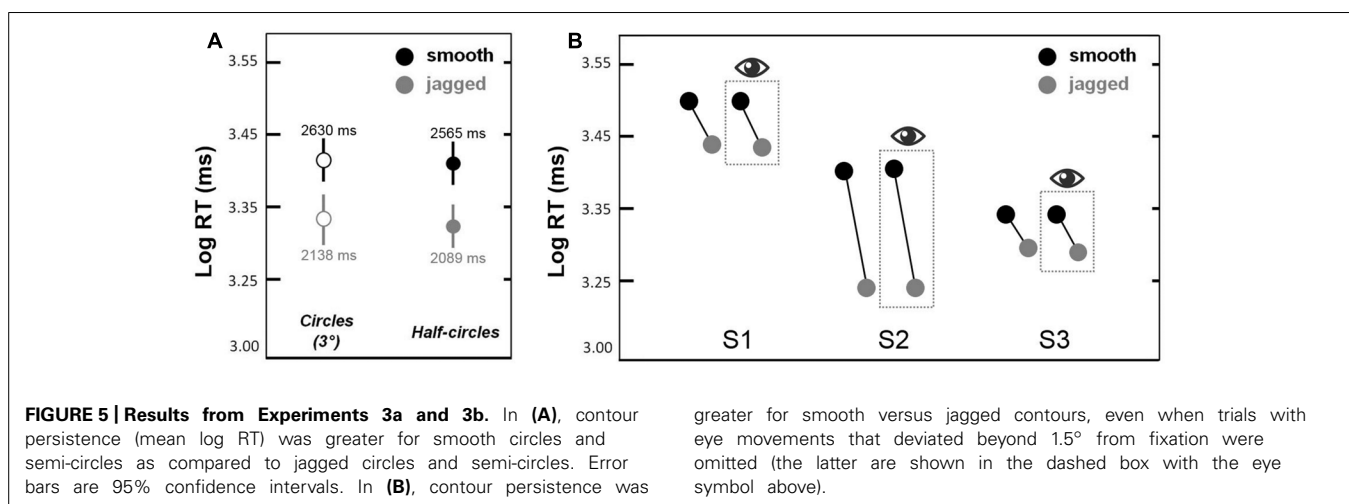 A
3.55
3.45
3.35
3.25
3.00
Log RT (ms)
smooth
jagged
2630 ms
2565 ms
2138 ms
2089 ms
Circles
(3°)
Half-circles
B
3.55
3.45
3.35
3.25
3.00
Log RT (ms)
smooth
jagged
S1
S2
S3
FIGURE 5 | Results from Experiments 3a and 3b. In (A), contour
persistence (mean log RT) was greater for smooth circles and
semi-circles as compared to jagged circles and semi-circles. Error
bars are 95% confidence intervals. In (B), contour persistence was
greater for smooth versus jagged contours, even when trials with
eye movements that deviated beyond 1.5° from fixation were
omitted (the latter are shown in the dashed box with the eye
symbol above).